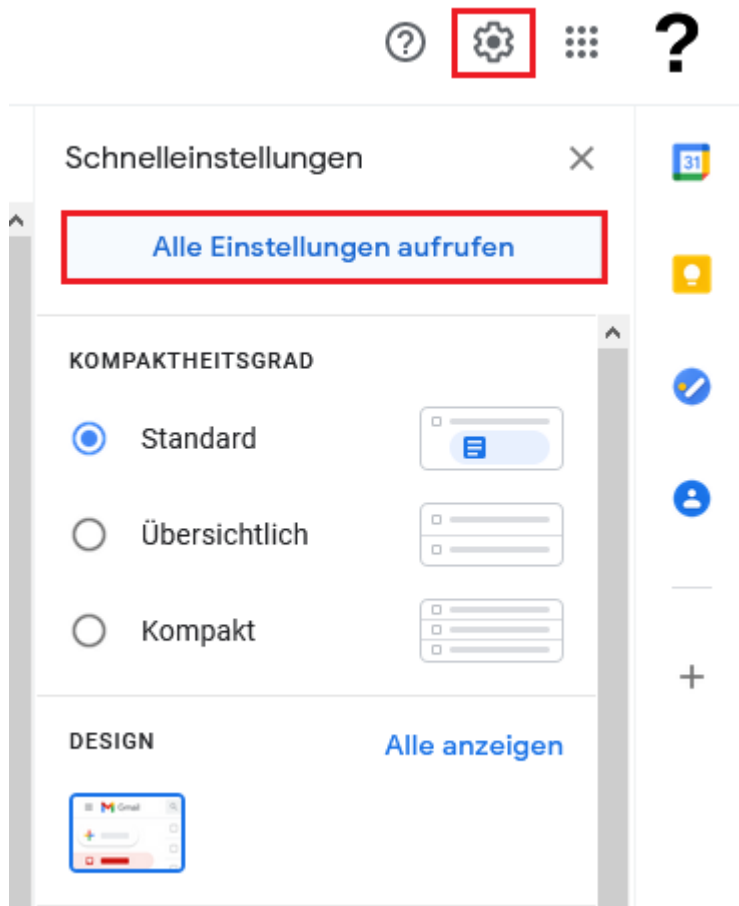 ?
Schnelleinstellungen
31
Alle Einstellungen aufrufen
KOMPAKTHEITSGRAD
Standard
Übersichtlich
Kompakt
DESIGN
Alle anzeigen
Gmail